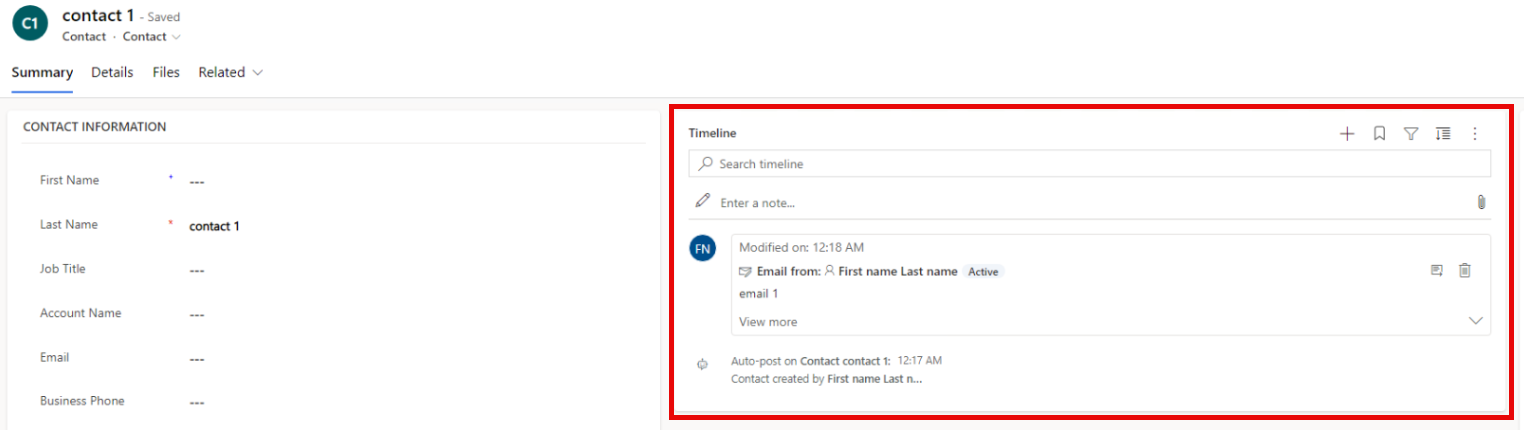 C1
contact 1 - Saved
Contact · Contact
Summary Details Files Related
CONTACT INFORMATION
First Name * ---
Last Name * contact 1
Job Title ---
Account Name ---
Email ---
Business Phone ---
Timeline
Search timeline
Enter a note...
FN
Modified on: 12:18 AM
Email from: First name Last name Active
email 1
View more
Auto-post on Contact contact 1: 12:17 AM
Contact created by First name Last n...